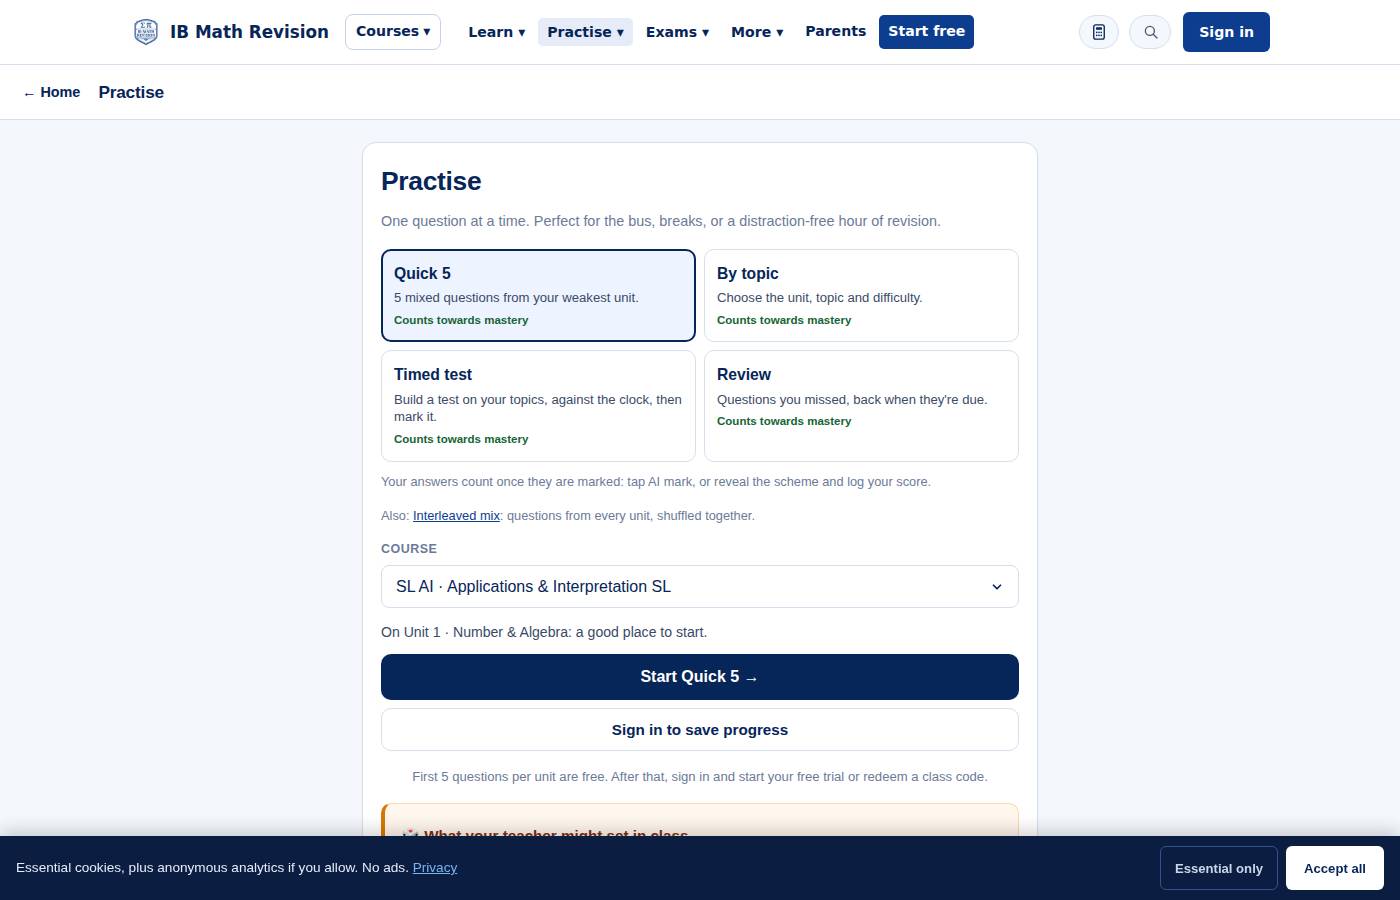 IB Math Revision
Courses ▾
Learn ▾
Practise ▾
Exams ▾
More ▾
Parents
Start free
Sign in
← Home
Practise
Practise
One question at a time. Perfect for the bus, breaks, or a distraction-free hour of revision.
Quick 5
5 mixed questions from your weakest unit.
Counts towards mastery
By topic
Choose the unit, topic and difficulty.
Counts towards mastery
Timed test
Build a test on your topics, against the clock, then
mark it.
Counts towards mastery
Review
Questions you missed, back when they're due.
Counts towards mastery
Your answers count once they are marked: tap AI mark, or reveal the scheme and log your score.
Also: Interleaved mix: questions from every unit, shuffled together.
COURSE
SL AI · Applications & Interpretation SL
On Unit 1 · Number & Algebra: a good place to start.
Start Quick 5 →
Sign in to save progress
First 5 questions per unit are free. After that, sign in and start your free trial or redeem a class code.
What your teacher might set in class
Essential cookies, plus anonymous analytics if you allow. No ads. Privacy
Essential only
Accept all